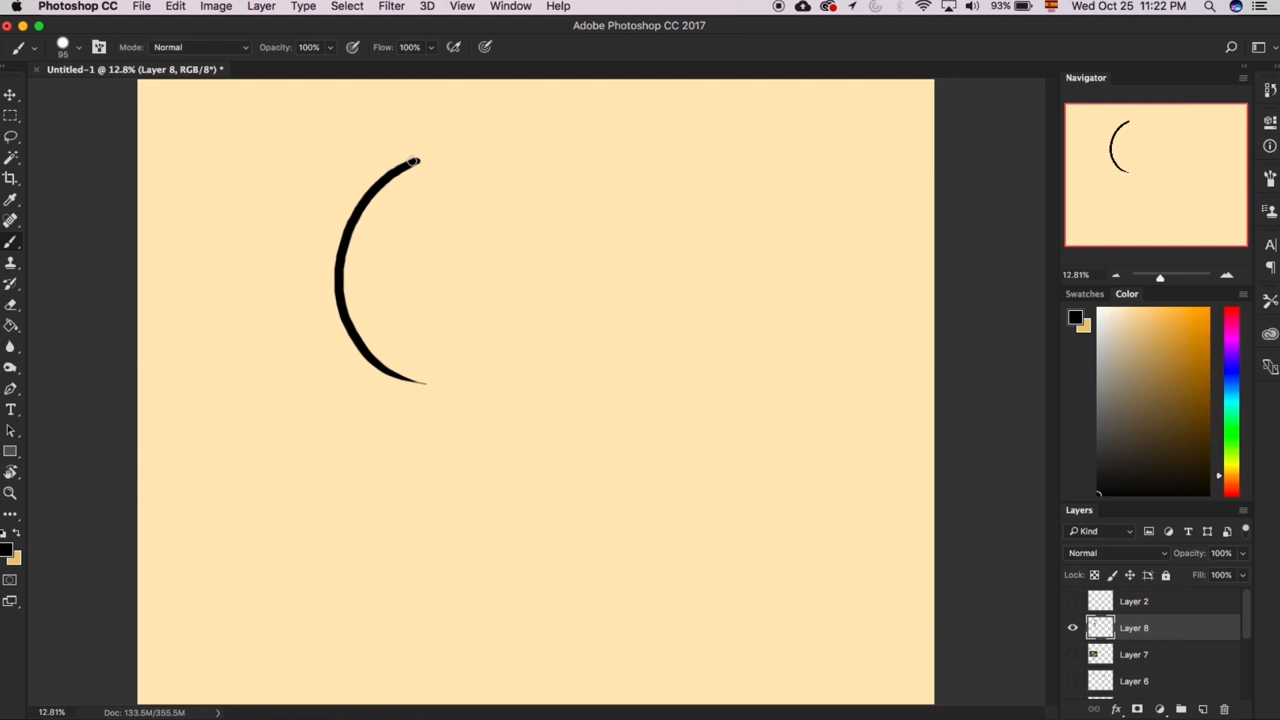 Photoshop CC File Edit Image Layer Type Select Filter 3D View Window Help 93% Wed Oct 25 11:22 PM
Adobe Photoshop CC 2017
95 Mode: Normal Opacity: 100% Flow: 100%
Untitled-1 @ 12.8% (Layer 8, RGB/8*) *
Navigator
12.81%
Swatches Color
Layers
Kind
Normal Opacity: 100%
Lock: Fill: 100%
Layer 2
Layer 8
Layer 7
Layer 6
12.81% Doc: 133.5M/355.5M